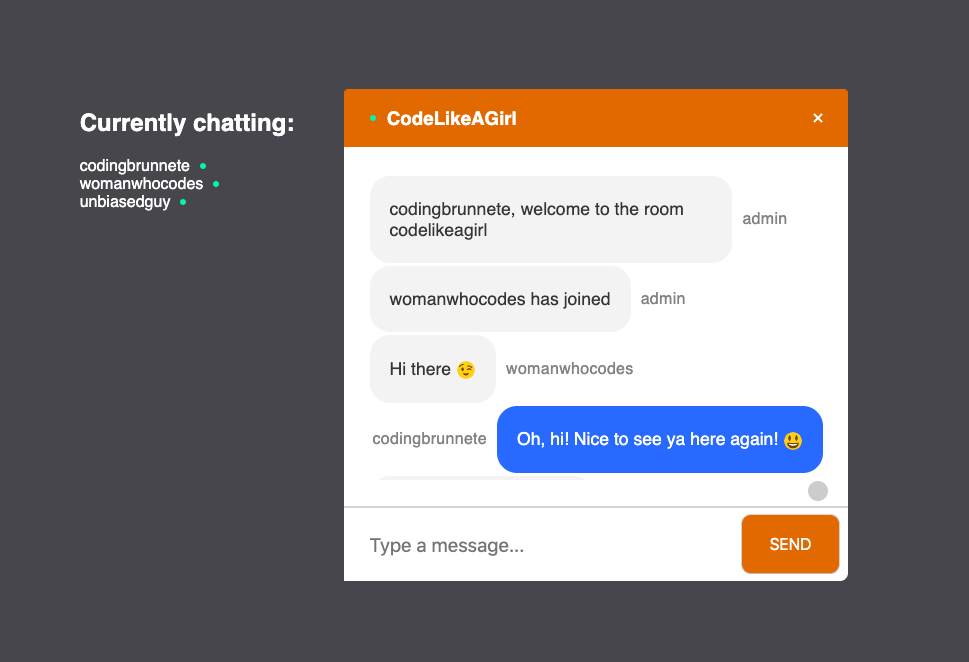 Currently chatting:
codingbrunnete
womanwhocodes
unbiasedguy
CodeLikeAGirl
×
codingbrunnete, welcome to the room
codelikeagirl
admin
womanwhocodes has joined
admin
Hi there 😉
womanwhocodes
codingbrunnete
Oh, hi! Nice to see ya here again! 😃
Type a message...
SEND